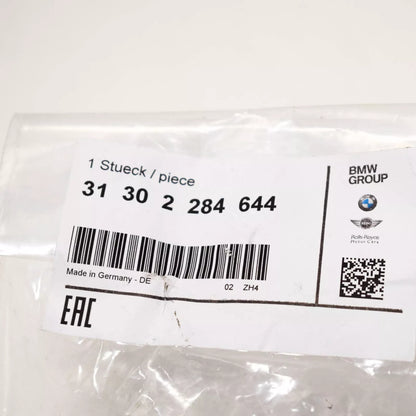 1 Stueck / piece
31 30 2 284 644
Made in Germany - DE
02 ZH4
EAC
BMW
GROUP
Rolls-Royce
Motor Cars